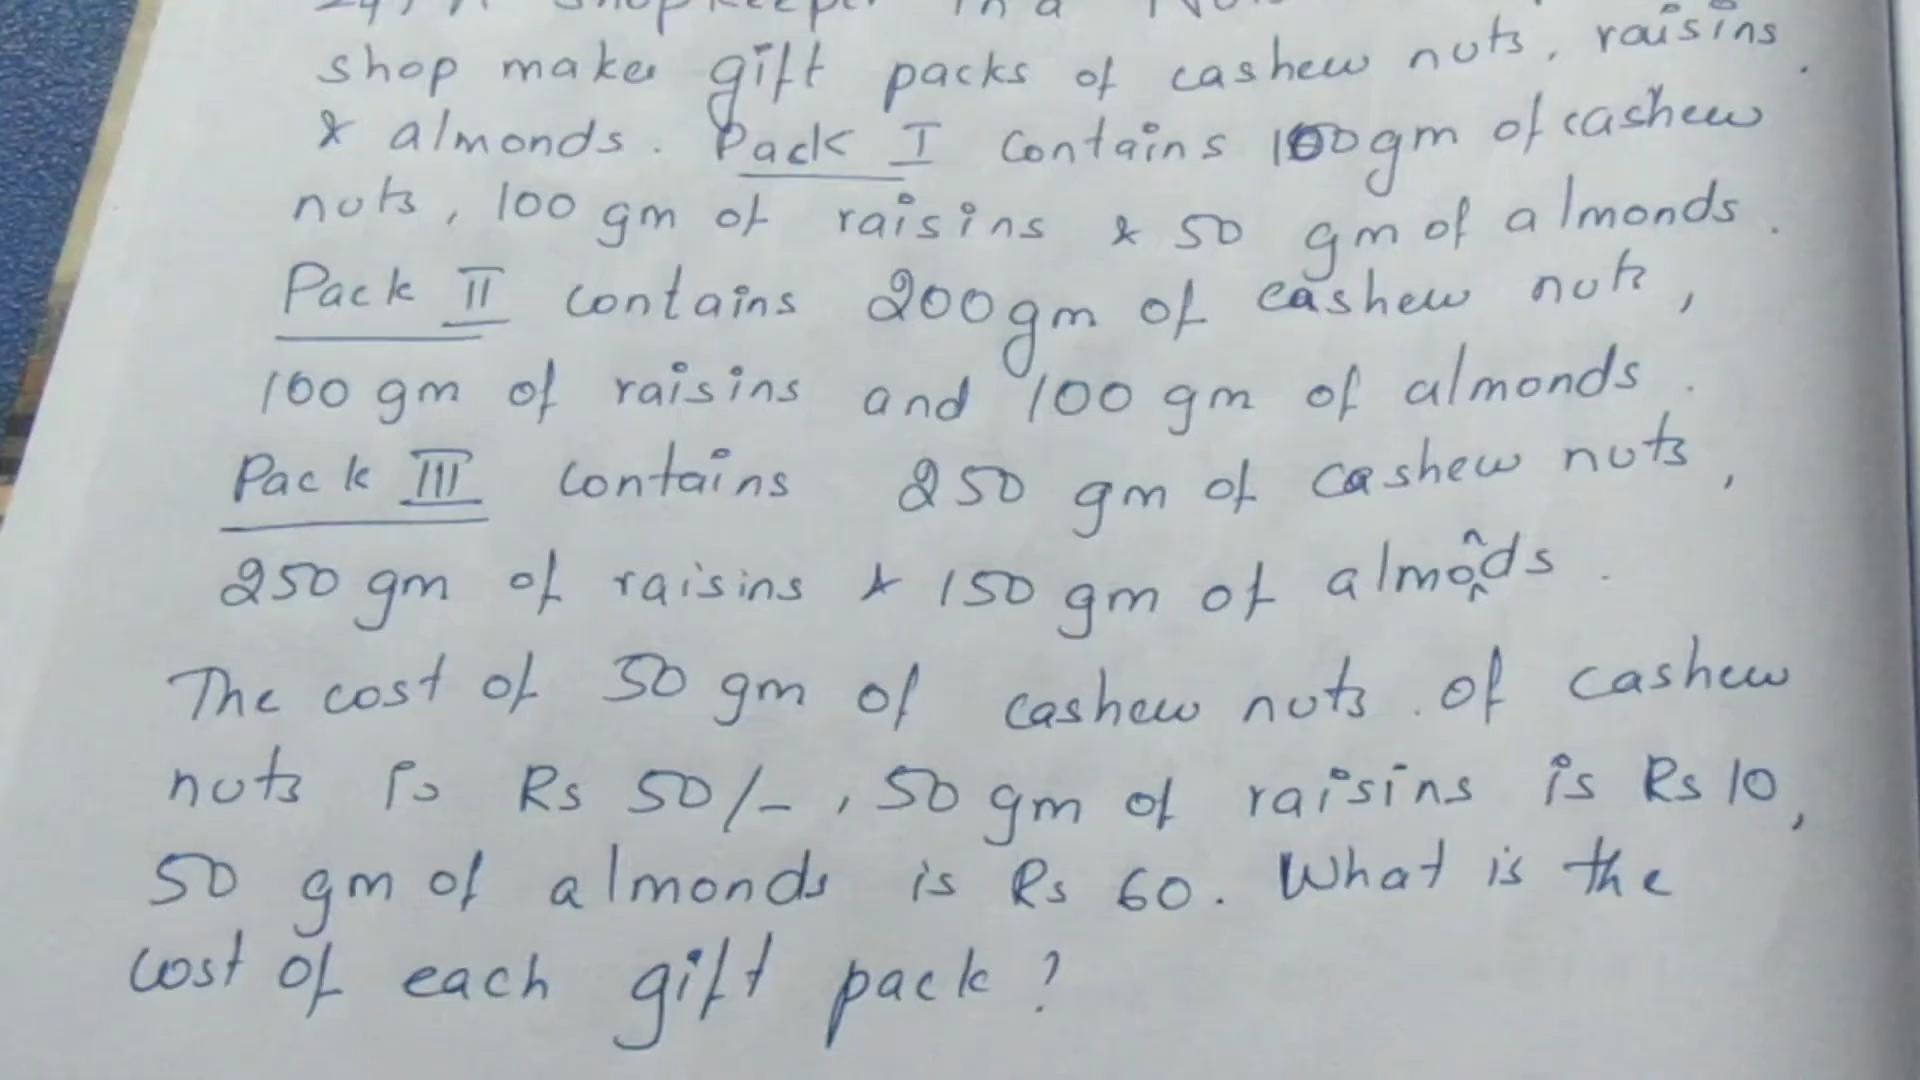 shopkeeper in a
shop makes gift packs of cashew nuts, raisins
& almonds. Pack I contains 100gm of cashew
nuts, 100 gm of raisins & 50 gm of almonds.
Pack II contains 200gm of cashew nuts,
100 gm of raisins and 100 gm of almonds.
Pack III contains 250 gm of cashew nuts,
250 gm of raisins & 150 gm of almonds.
The cost of 50 gm of cashew nuts. of cashew
nuts is Rs 50/-, 50 gm of raisins is Rs 10,
50 gm of almonds is Rs 60. What is the
cost of each gift pack?